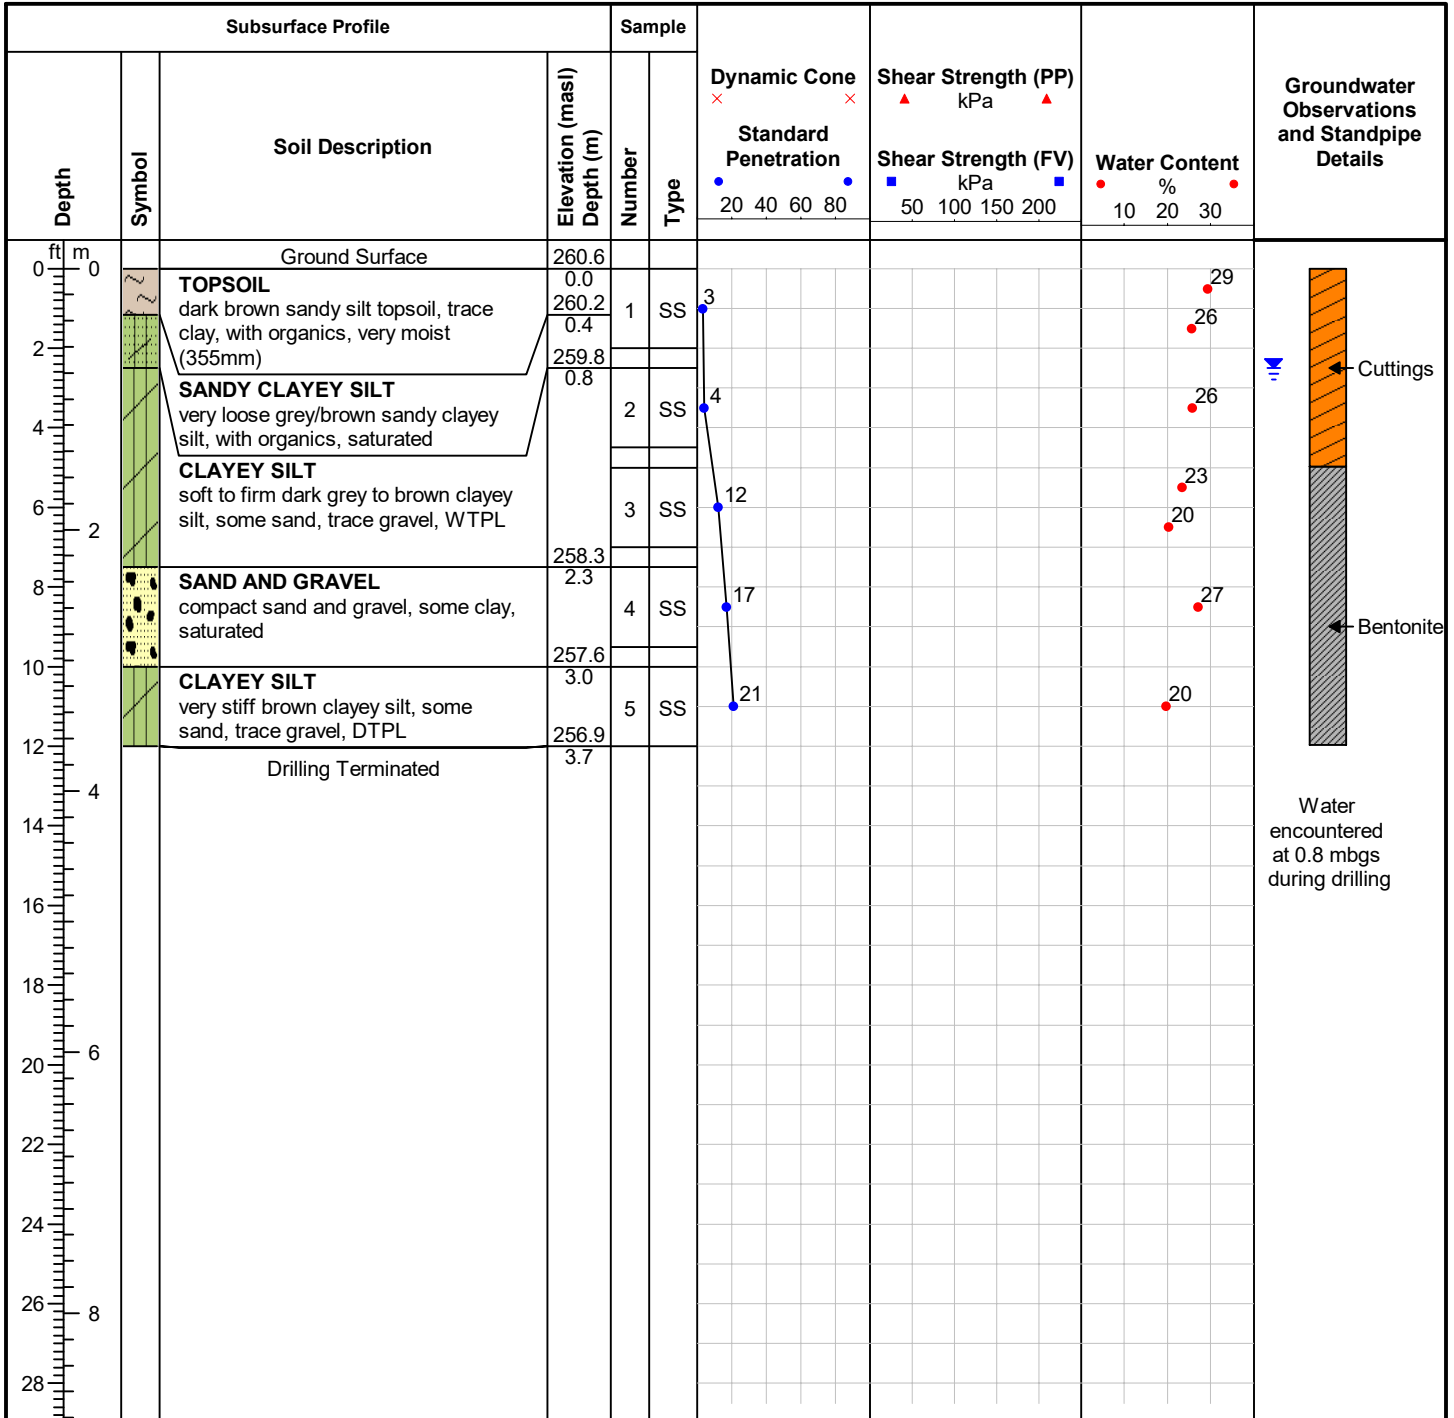 Subsurface Profile
Sample
Depth
Symbol
Soil Description
Elevation (masl)
Depth (m)
Number
Type
Dynamic Cone
Standard
Penetration
20 40 60 80
Shear Strength (PP)
kPa
Shear Strength (FV)
kPa
50 100 150 200
Water Content
%
10 20 30
Groundwater
Observations
and Standpipe
Details
ft m
Ground Surface
260.6
0 0
TOPSOIL
dark brown sandy silt topsoil, trace
clay, with organics, very moist
(355mm)
0.0
260.2
0.4
259.8
0.8
1 SS
3
29
26
2
SANDY CLAYEY SILT
very loose grey/brown sandy clayey
silt, with organics, saturated
2 SS
4
26
Cuttings
4
CLAYEY SILT
soft to firm dark grey to brown clayey
silt, some sand, trace gravel, WTPL
258.3
2.3
3 SS
12
23
20
6
2
8
SAND AND GRAVEL
compact sand and gravel, some clay,
saturated
257.6
3.0
4 SS
17
27
Bentonite
10
CLAYEY SILT
very stiff brown clayey silt, some
sand, trace gravel, DTPL
256.9
3.7
5 SS
21
20
12
Drilling Terminated
4
14
Water
encountered
at 0.8 mbgs
during drilling
16
18
6
20
22
24
26
8
28